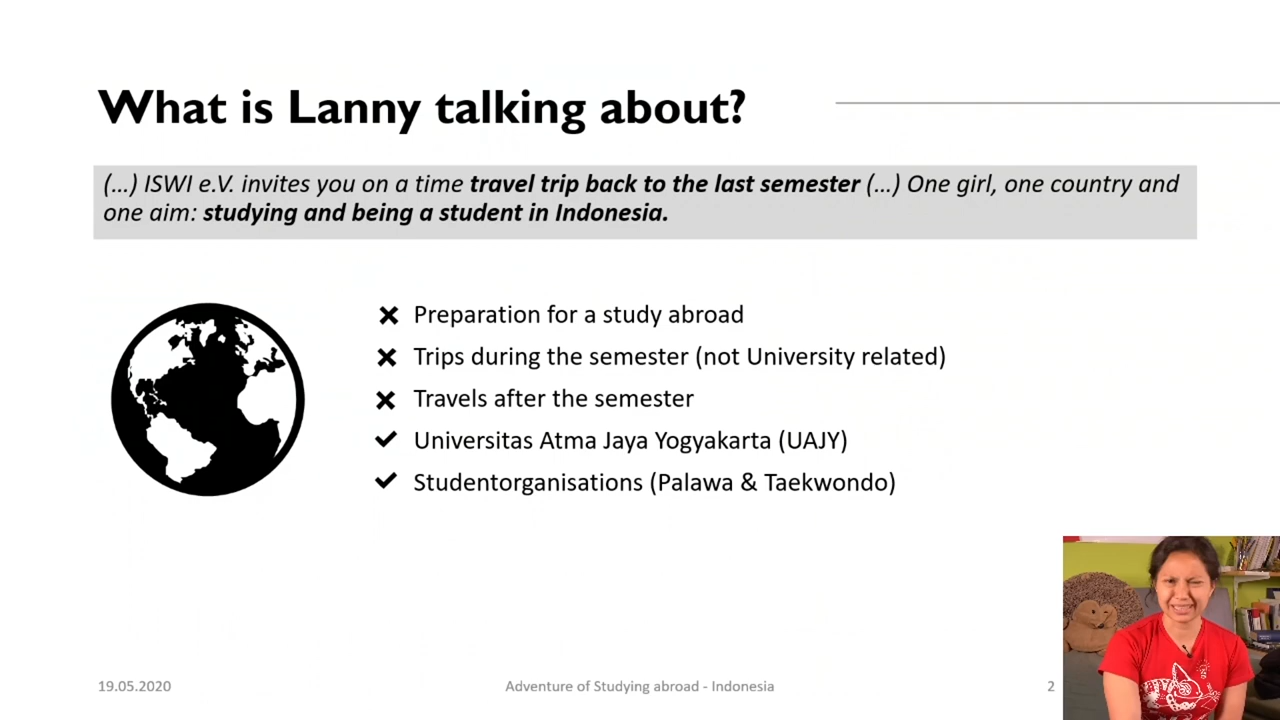 What is Lanny talking about?
(...) ISWI e.V. invites you on a time travel trip back to the last semester (...) One girl, one country and
one aim: studying and being a student in Indonesia.
Preparation for a study abroad
Trips during the semester (not University related)
Travels after the semester
Universitas Atma Jaya Yogyakarta (UAJY)
Studentorganisations (Palawa & Taekwondo)
19.05.2020
Adventure of Studying abroad - Indonesia
2